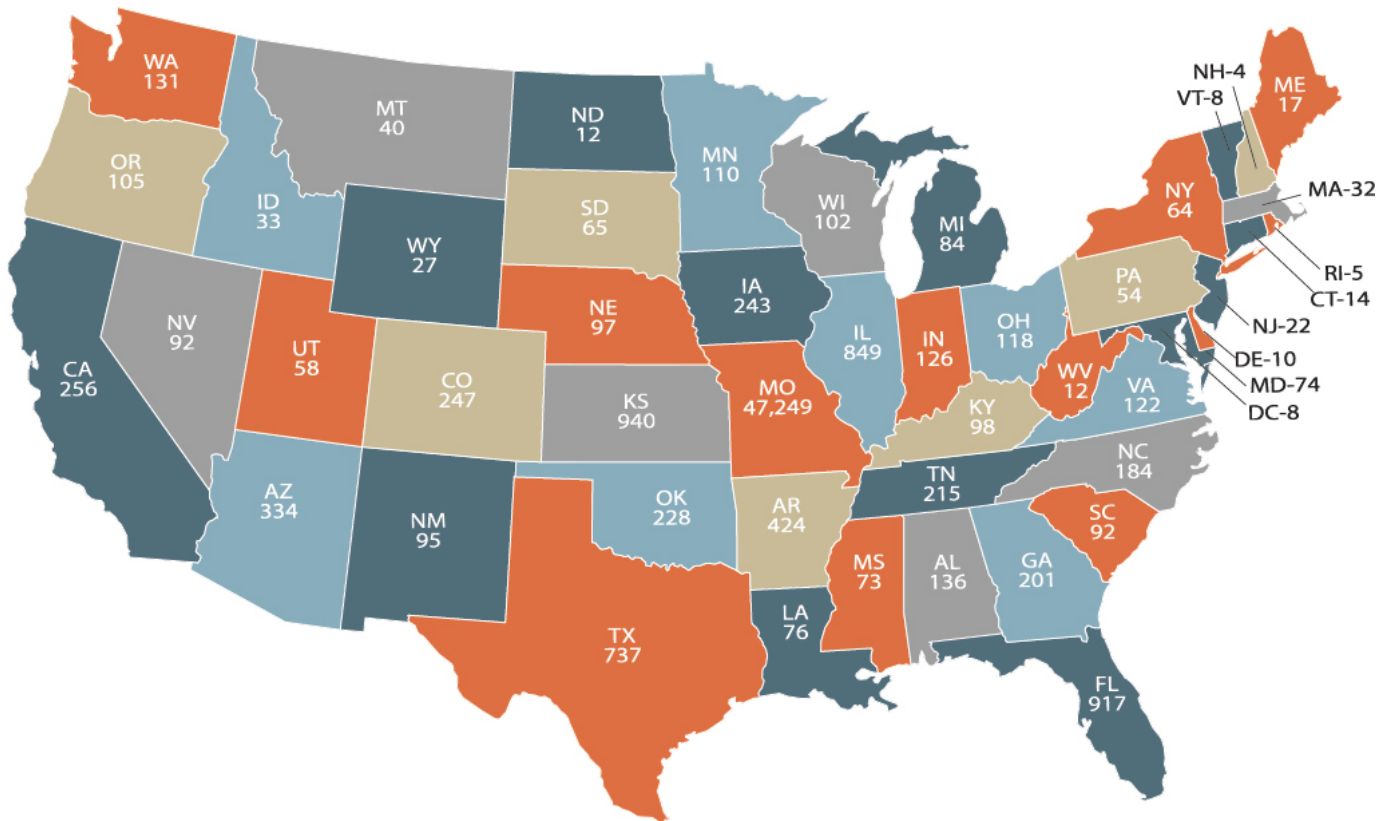 WA
131
MT
40
ND
12
MN
110
NH-4
VT-8
ME
17
OR
105
ID
33
SD
65
WI
102
MI
84
NY
64
MA-32
WY
27
IA
243
PA
54
RI-5
CT-14
NJ-22
NV
92
UT
58
NE
97
IL
849
IN
126
OH
118
DE-10
MD-74
DC-8
CA
256
CO
247
KS
940
MO
47,249
WV
12
VA
122
KY
98
NC
184
AZ
334
NM
95
OK
228
AR
424
TN
215
SC
92
MS
73
AL
136
GA
201
TX
737
LA
76
FL
917